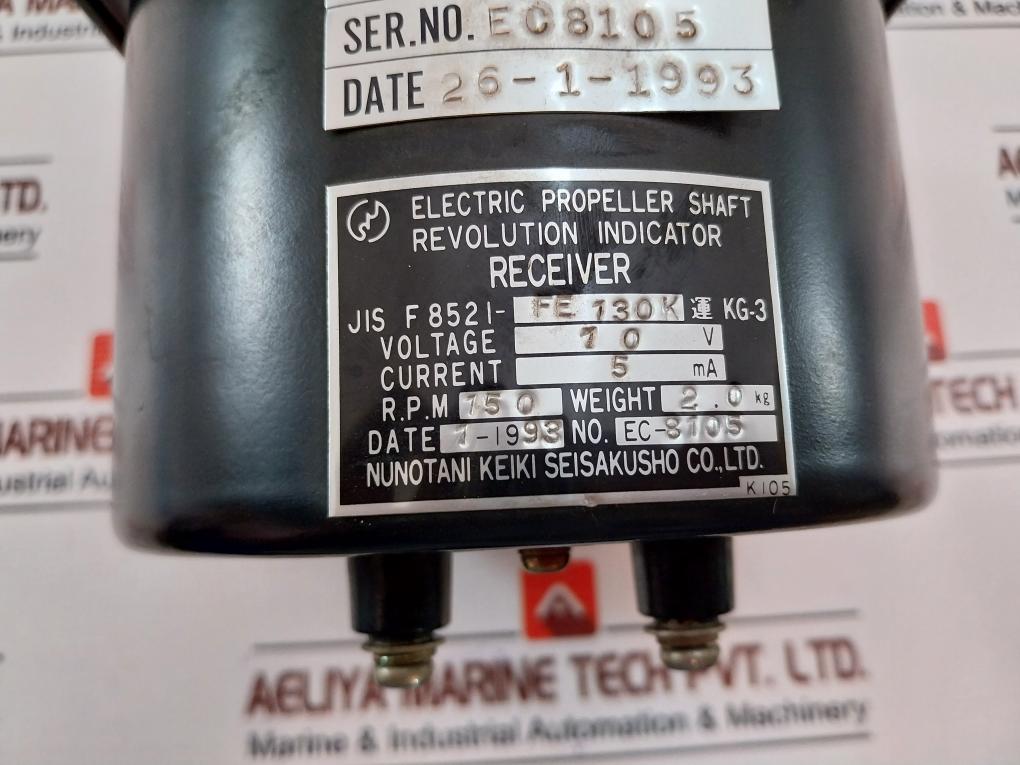 SER.NO. EC8105
DATE 26-1-1993
ELECTRIC PROPELLER SHAFT
REVOLUTION INDICATOR
RECEIVER
JIS F 8521- FE 130K 運 KG-3
VOLTAGE 10 V
CURRENT 5 mA
R.P.M 150 WEIGHT 2.0 kg
DATE 1-1993 NO. EC-8105
NUNOTANI KEIKI SEISAKUSHO CO.,LTD.
K105
AELIYA MARINE TECH PVT. LTD.
Marine & Industrial Automation & Machinery